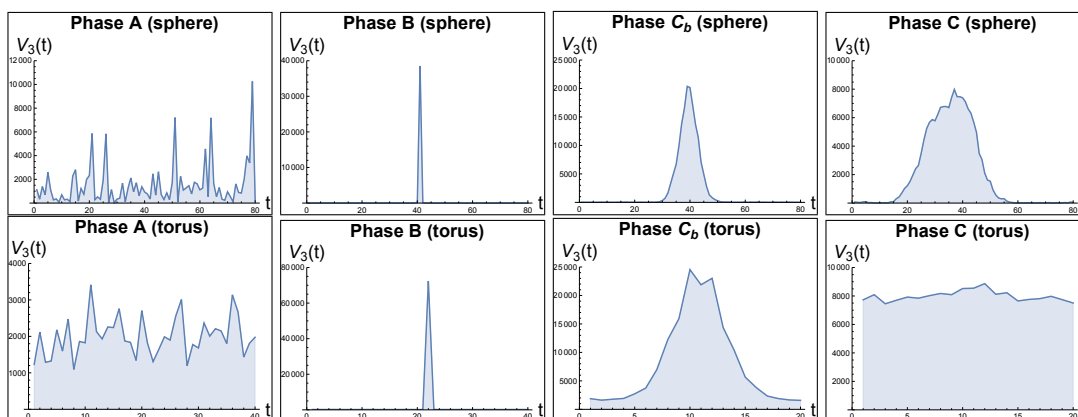 Phase A (sphere)
V₃(t)
12000
10000
8000
6000
4000
2000
0 20 40 60 80 t
Phase B (sphere)
V₃(t)
40000
30000
20000
10000
0 20 40 60 80 t
Phase C_b (sphere)
V₃(t)
25000
20000
15000
10000
5000
0 20 40 60 80 t
Phase C (sphere)
V₃(t)
10000
8000
6000
4000
2000
0 20 40 60 80 t
Phase A (torus)
V₃(t)
4000
3000
2000
1000
0 10 20 30 40 t
Phase B (torus)
V₃(t)
80000
60000
40000
20000
0 10 20 30 40 t
Phase C_b (torus)
V₃(t)
25000
20000
15000
10000
5000
0 5 10 15 20 t
Phase C (torus)
V₃(t)
10000
8000
6000
4000
2000
0 5 10 15 20 t